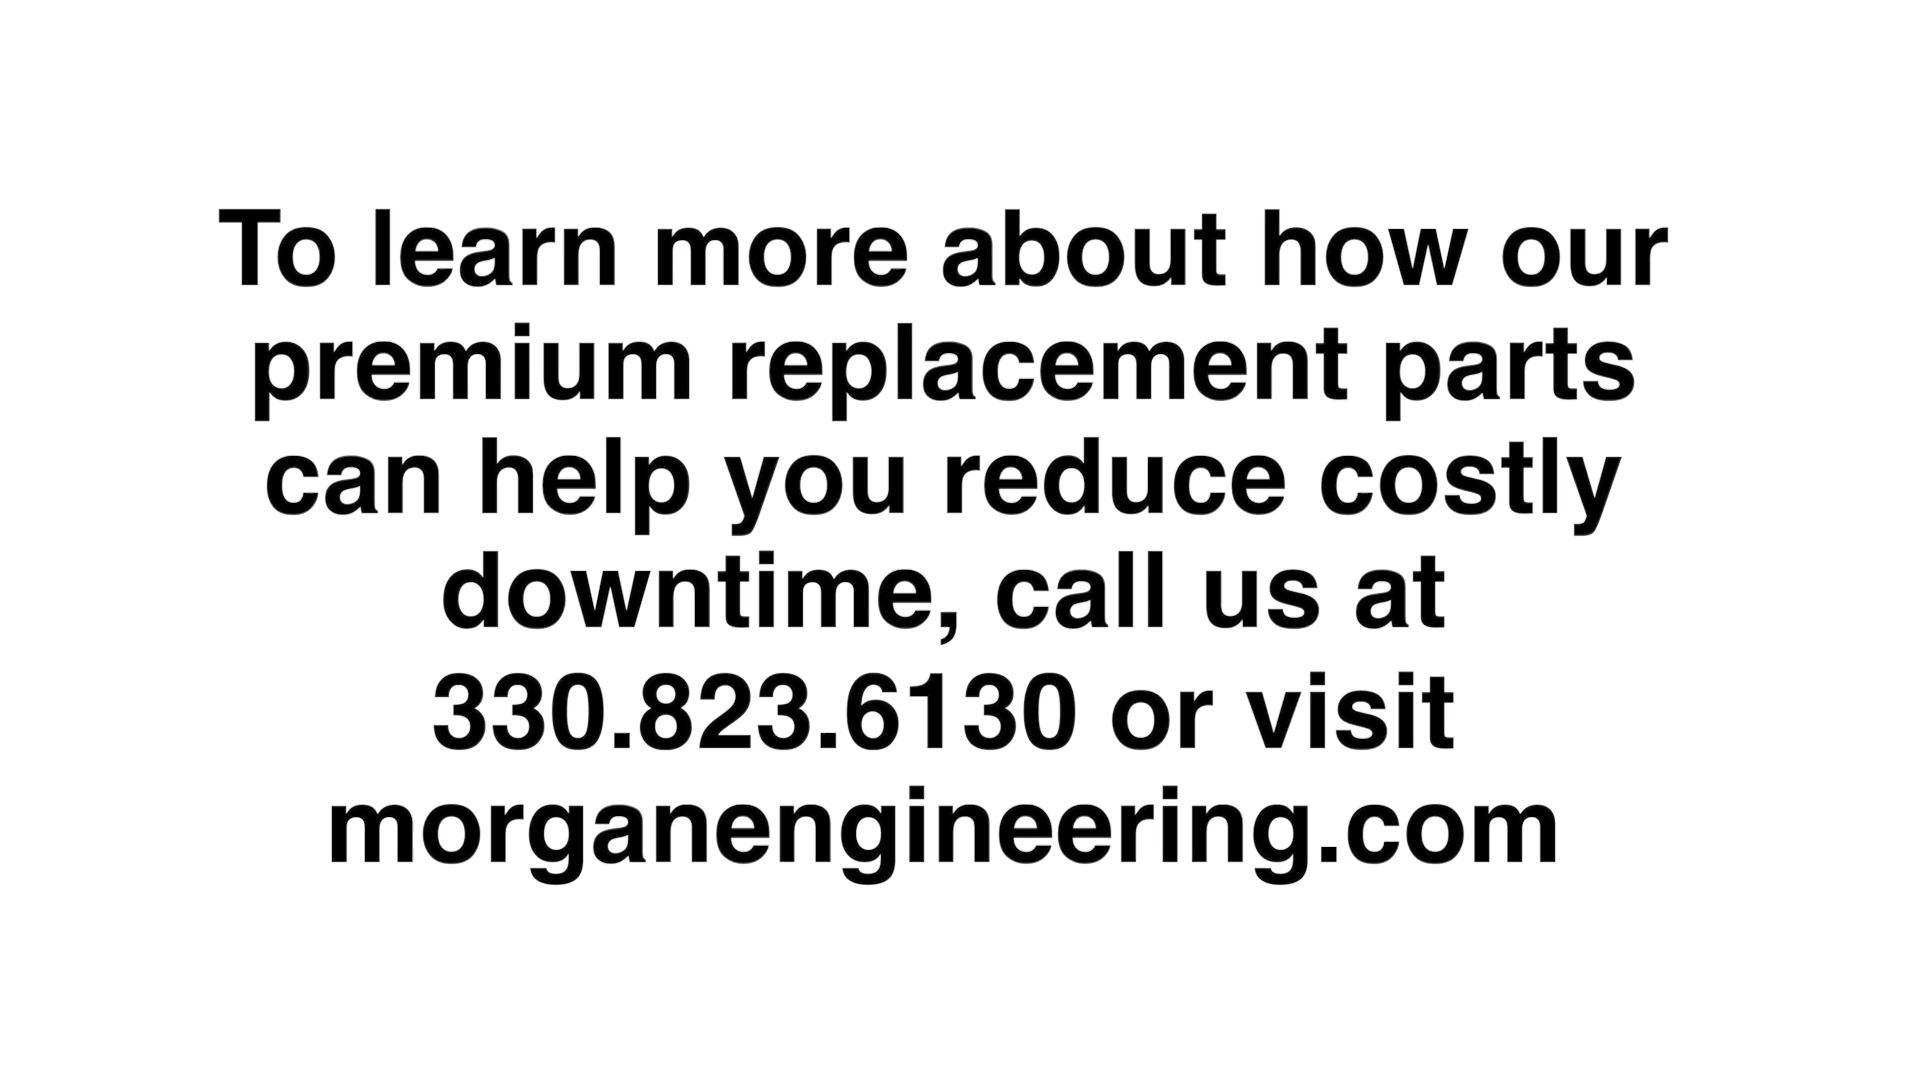 To learn more about how our
premium replacement parts
can help you reduce costly
downtime, call us at
330.823.6130 or visit
morganengineering.com